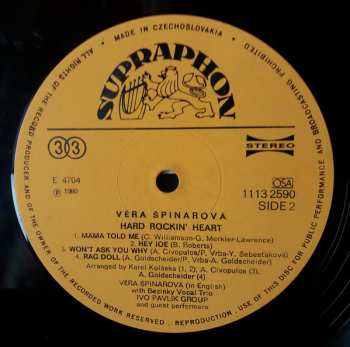 MADE IN CZECHOSLOVAKIA
ALL RIGHTS OF THE RECORD PRODUCER AND OF THE OWNER OF THE RECORDED WORK RESERVED. REPRODUCTION - USE OF THIS DISC FOR PUBLIC PERFORMANCE AND BROADCASTING PROHIBITED
SUPRAPHON
33
STEREO
E 4704
Ⓟ 1980
OSA
1113 2590
SIDE 2
VĚRA ŠPINAROVÁ
HARD ROCKIN' HEART
1. MAMA TOLD ME (C. Williamson-G. Merkler-Lawrence)
2. HEY JOE (B. Roberts)
3. WON'T ASK YOU WHY (A. Civopulos/P. Vrba-Y. Šebestáková)
4. RAG DOLL (A. Goldscheider/P. Vrba-A. Goldscheider)
Arranged by Karel Kolaska (1, 2), A. Civopulos (3),
A. Goldscheider (4)
VĚRA ŠPINAROVÁ (in English)
with Bezinky Vocal Trio
IVO PAVLÍK GROUP
and guest performers